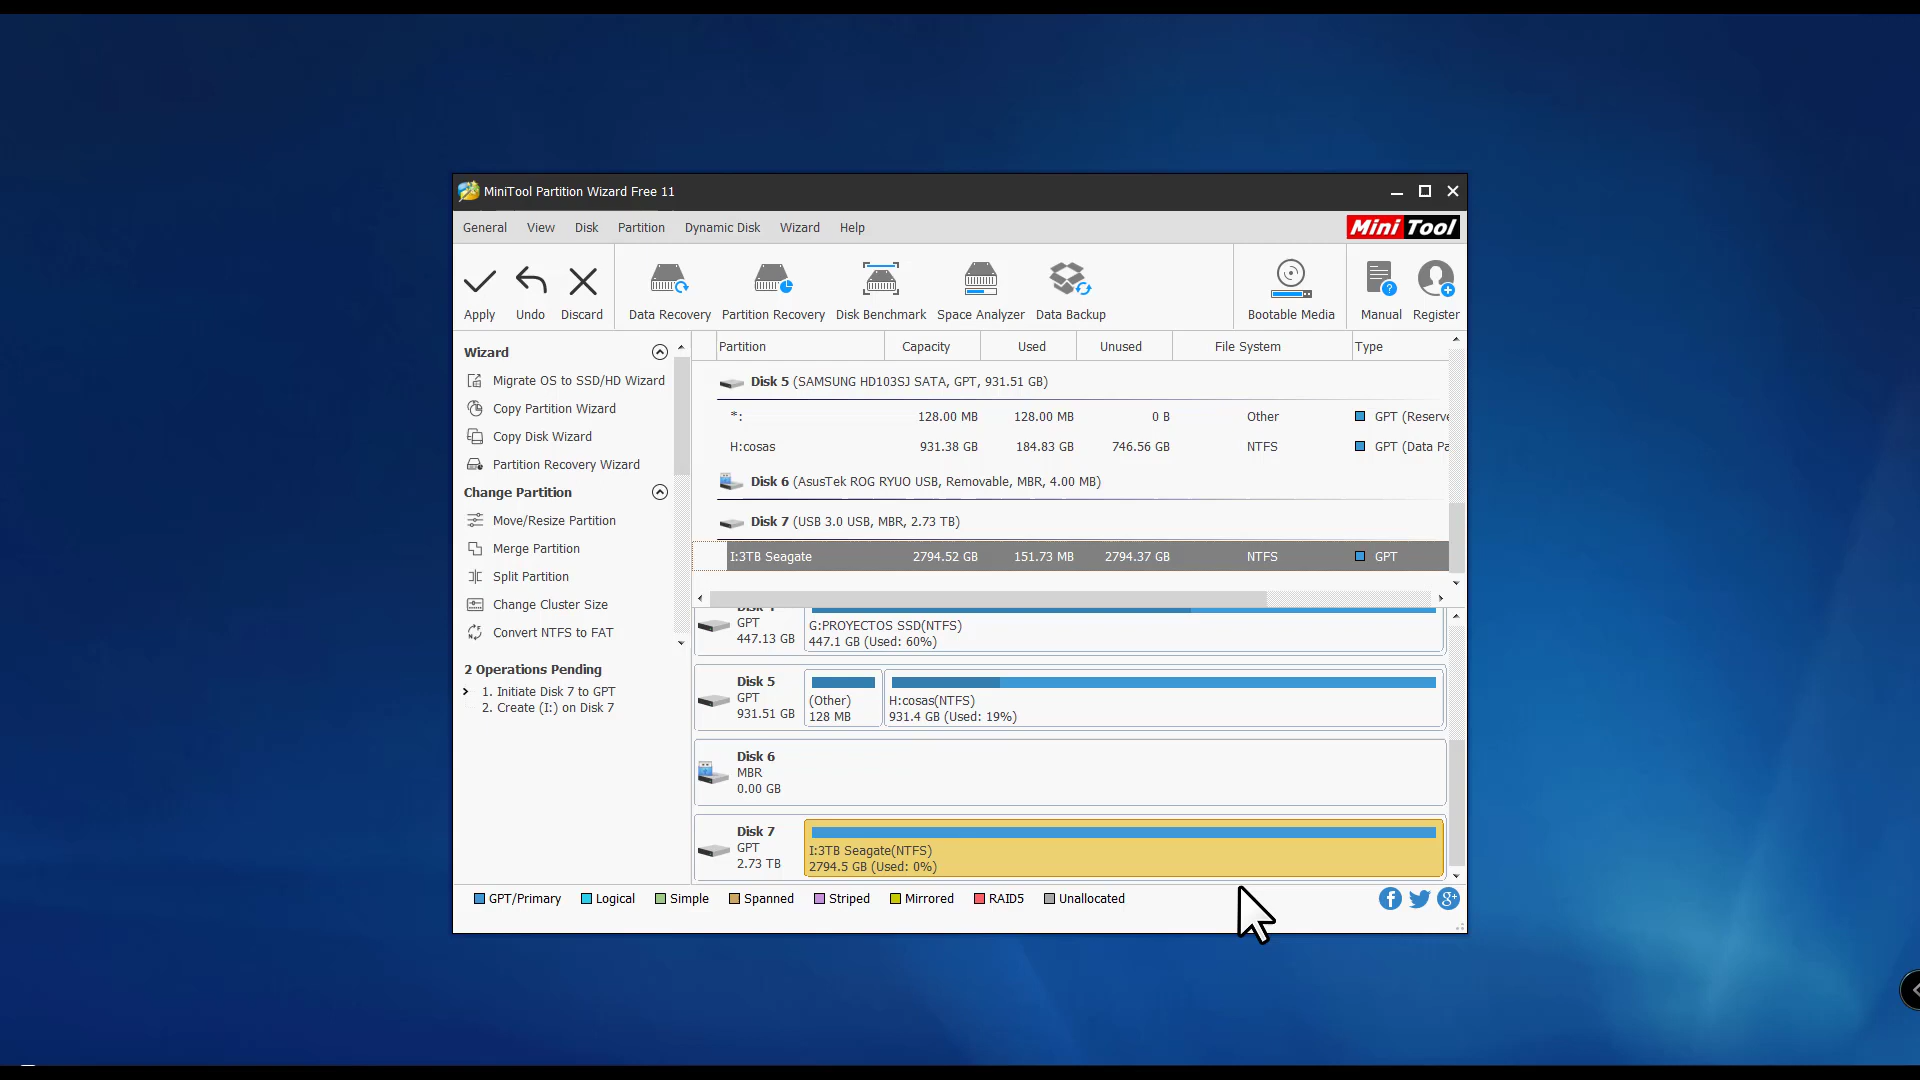 MiniTool Partition Wizard Free 11
General View Disk Partition Dynamic Disk Wizard Help
Mini Tool
Apply Undo Discard Data Recovery Partition Recovery Disk Benchmark Space Analyzer Data Backup Bootable Media Manual Register
Wizard
Migrate OS to SSD/HD Wizard
Copy Partition Wizard
Copy Disk Wizard
Partition Recovery Wizard
Change Partition
Move/Resize Partition
Merge Partition
Split Partition
Change Cluster Size
Convert NTFS to FAT
2 Operations Pending
1. Initiate Disk 7 to GPT
2. Create (I:) on Disk 7
Partition Capacity Used Unused File System Type
Disk 5 (SAMSUNG HD103SJ SATA, GPT, 931.51 GB)
*: 128.00 MB 128.00 MB 0 B Other GPT (Reserve
H:cosas 931.38 GB 184.83 GB 746.56 GB NTFS GPT (Data Pa
Disk 6 (AsusTek ROG RYUO USB, Removable, MBR, 4.00 MB)
Disk 7 (USB 3.0 USB, MBR, 2.73 TB)
I:3TB Seagate 2794.52 GB 151.73 MB 2794.37 GB NTFS GPT
GPT
447.13 GB
G:PROYECTOS SSD(NTFS)
447.1 GB (Used: 60%)
Disk 5
GPT
931.51 GB
(Other)
128 MB
H:cosas(NTFS)
931.4 GB (Used: 19%)
Disk 6
MBR
0.00 GB
Disk 7
GPT
2.73 TB
I:3TB Seagate(NTFS)
2794.5 GB (Used: 0%)
GPT/Primary Logical Simple Spanned Striped Mirrored RAID5 Unallocated